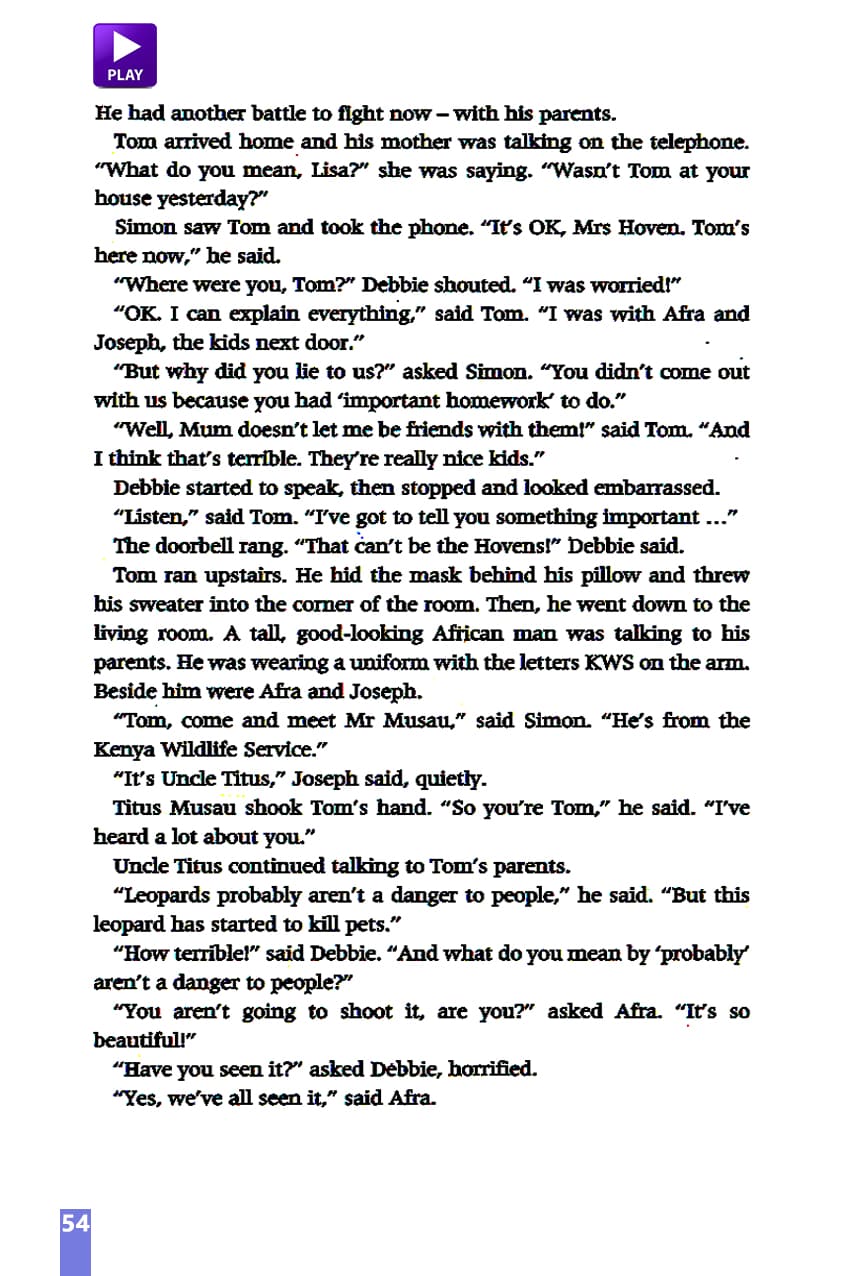 PLAY
He had another battle to fight now – with his parents.
Tom arrived home and his mother was talking on the telephone.
“What do you mean, Lisa?” she was saying. “Wasn’t Tom at your
house yesterday?”
Simon saw Tom and took the phone. “It’s OK, Mrs Hoven. Tom’s
here now,” he said.
“Where were you, Tom?” Debbie shouted. “I was worried!”
“OK. I can explain everything,” said Tom. “I was with Afra and
Joseph, the kids next door.”
“But why did you lie to us?” asked Simon. “You didn’t come out
with us because you had ‘important homework’ to do.”
“Well, Mum doesn’t let me be friends with them!” said Tom. “And
I think that’s terrible. They’re really nice kids.”
Debbie started to speak, then stopped and looked embarrassed.
“Listen,” said Tom. “I’ve got to tell you something important ...”
The doorbell rang. “That can’t be the Hovens!” Debbie said.
Tom ran upstairs. He hid the mask behind his pillow and threw
his sweater into the corner of the room. Then, he went down to the
living room. A tall, good-looking African man was talking to his
parents. He was wearing a uniform with the letters KWS on the arm.
Beside him were Afra and Joseph.
“Tom, come and meet Mr Musau,” said Simon. “He’s from the
Kenya Wildlife Service.”
“It’s Uncle Titus,” Joseph said, quietly.
Titus Musau shook Tom’s hand. “So you’re Tom,” he said. “I’ve
heard a lot about you.”
Uncle Titus continued talking to Tom’s parents.
“Leopards probably aren’t a danger to people,” he said. “But this
leopard has started to kill pets.”
“How terrible!” said Debbie. “And what do you mean by ‘probably’
aren’t a danger to people?”
“You aren’t going to shoot it, are you?” asked Afra. “It’s so
beautiful!”
“Have you seen it?” asked Debbie, horrified.
“Yes, we’ve all seen it,” said Afra.
54